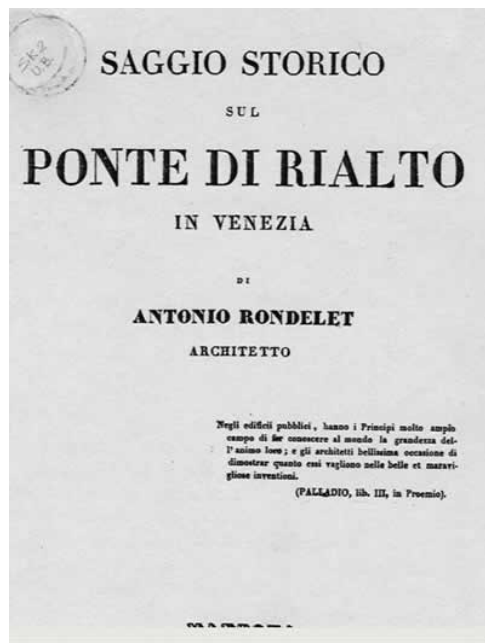 S.K.2
U.B.
SAGGIO STORICO
SUL
PONTE DI RIALTO
IN VENEZIA
DI
ANTONIO RONDELET
ARCHITETTO
Negli edificii pubblici, hanno i Principi molto amplo
campo di far conoscere al mondo la grandezza del-
l'animo loro; e gli architetti bellissima occasione di
dimostrar quanto essi vagliono nelle belle et maravi-
gliose inventioni.
(PALLADIO, lib. III, in Proemio).